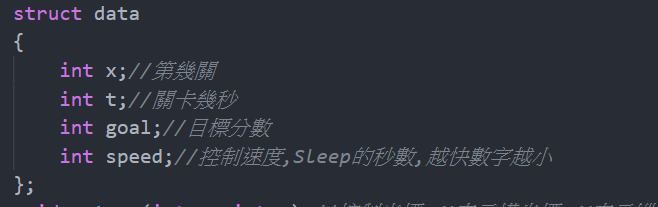 struct data
{
int x;//第幾關
int t;//關卡幾秒
int goal;//目標分數
int speed;//控制速度,Sleep的秒數,越快數字越小
};